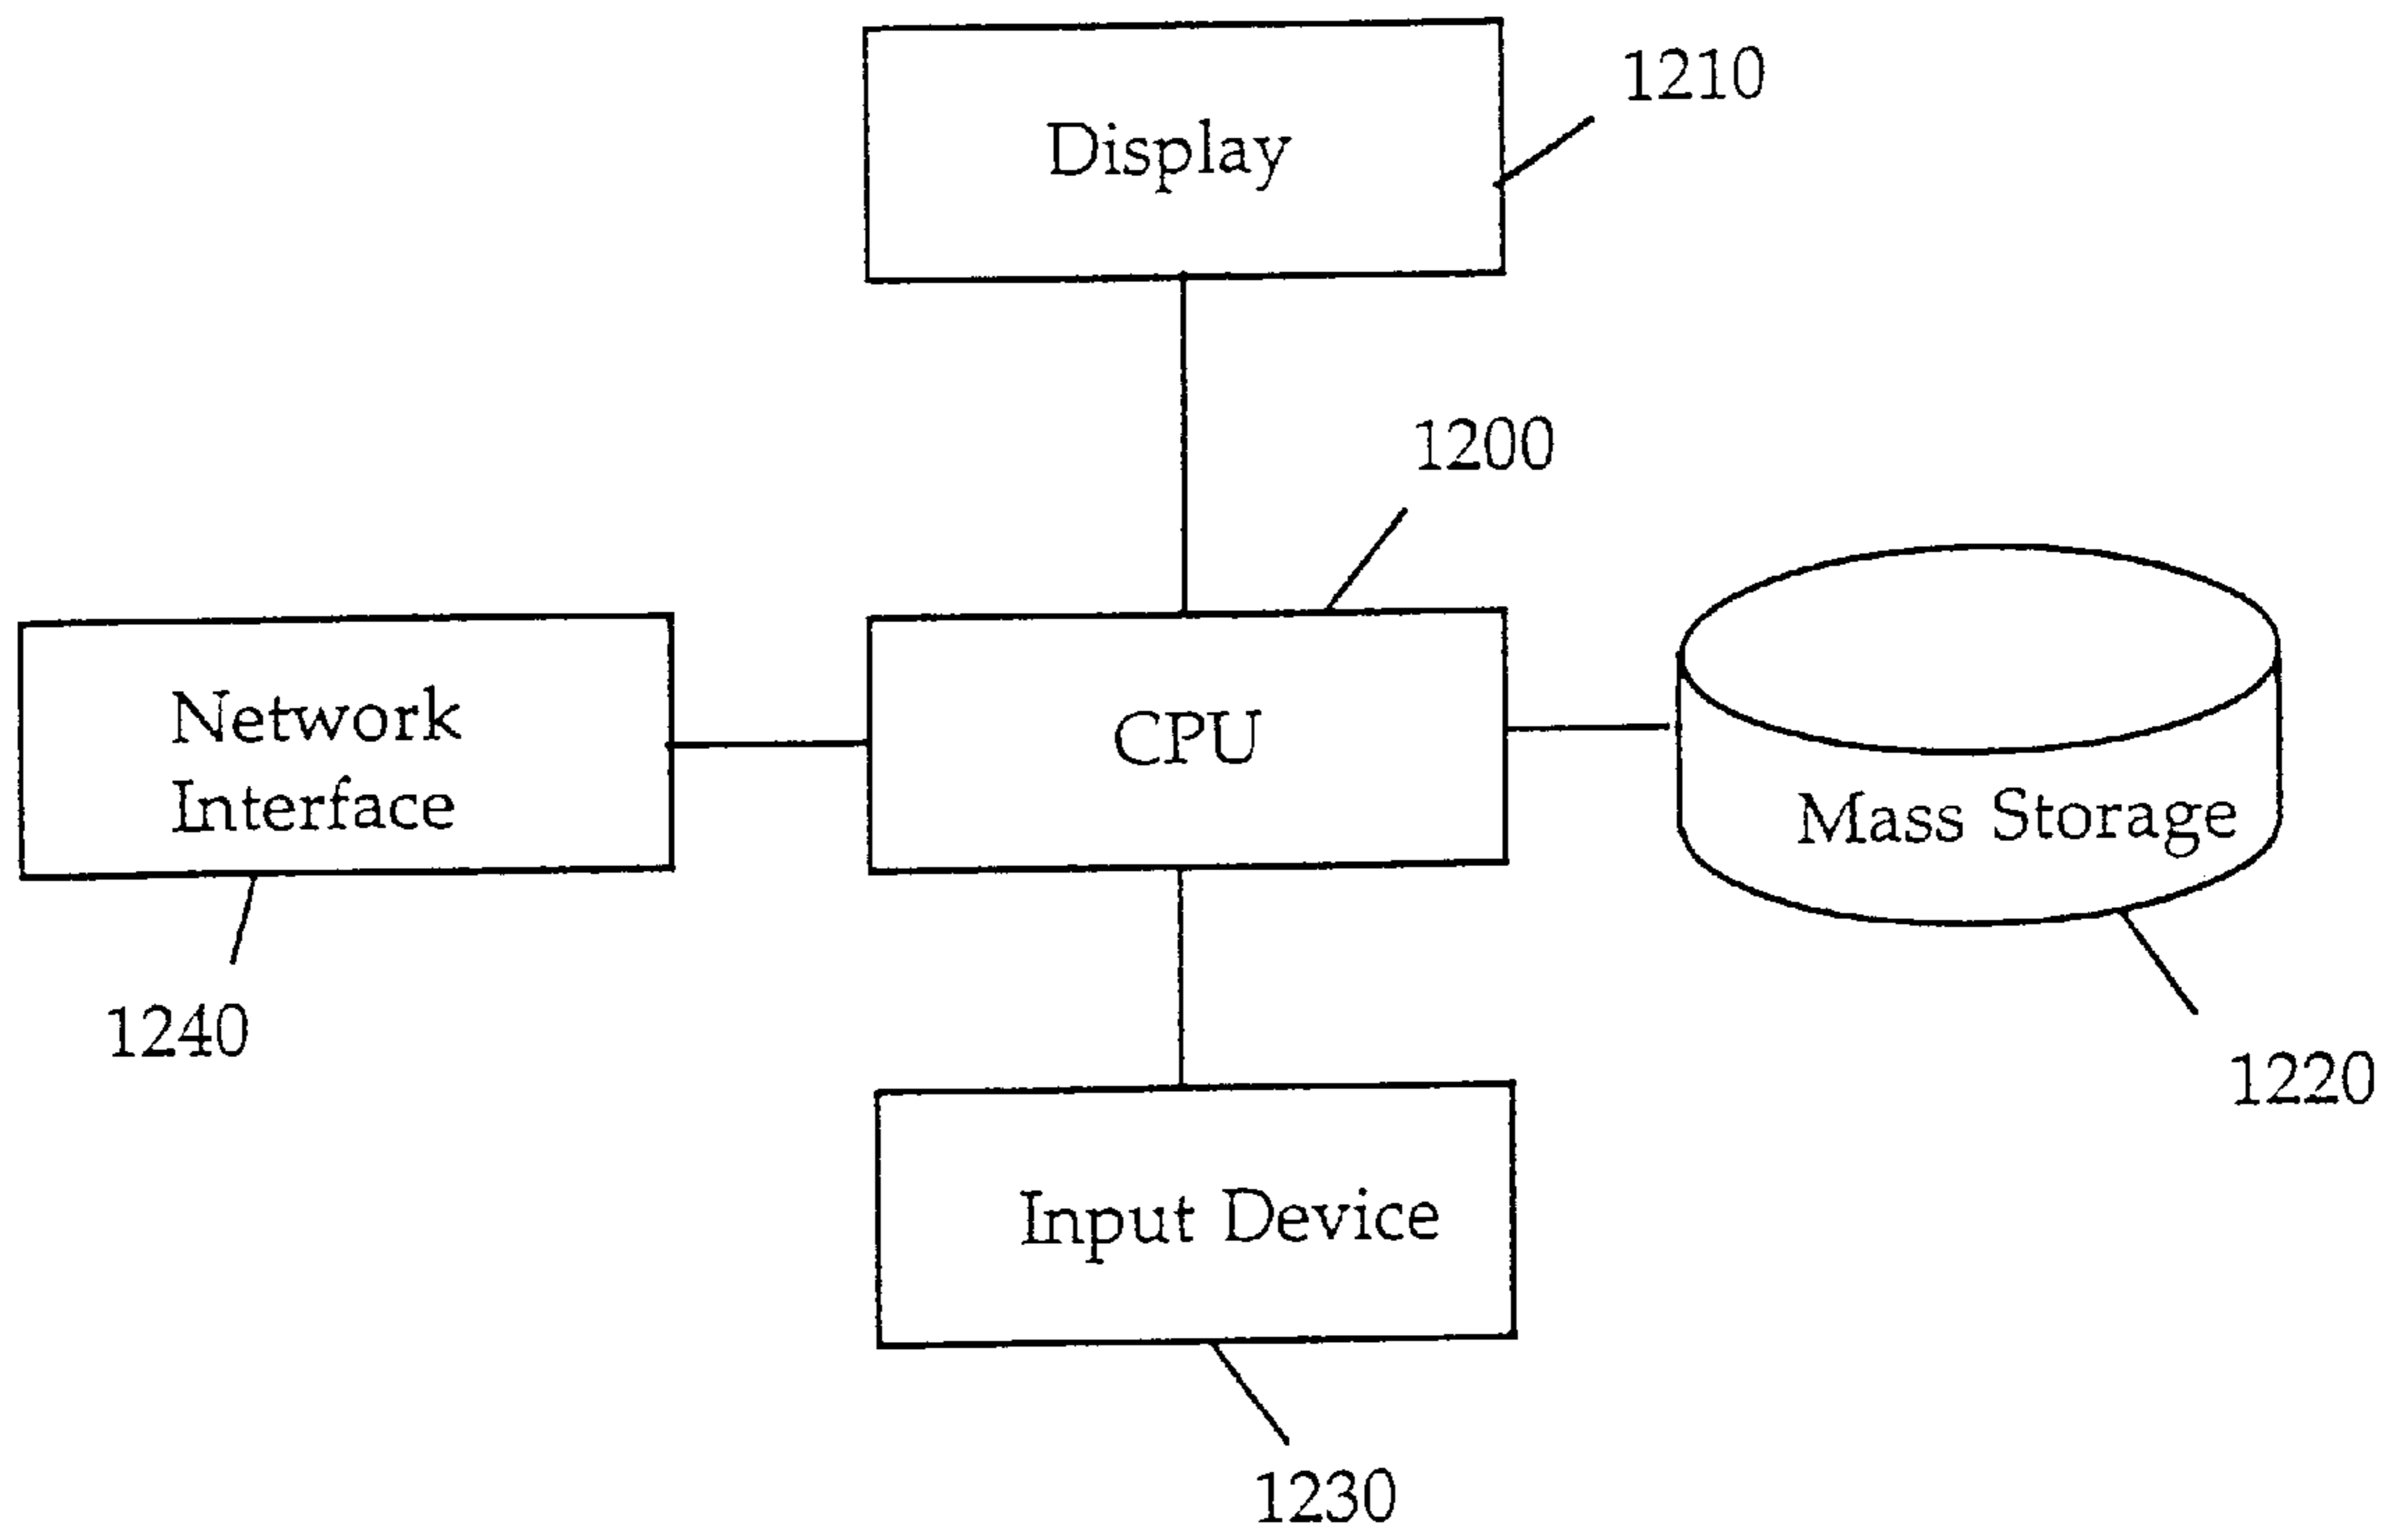 1210
Display
1200
Network
Interface
CPU
Mass Storage
1240
1220
Input Device
1230